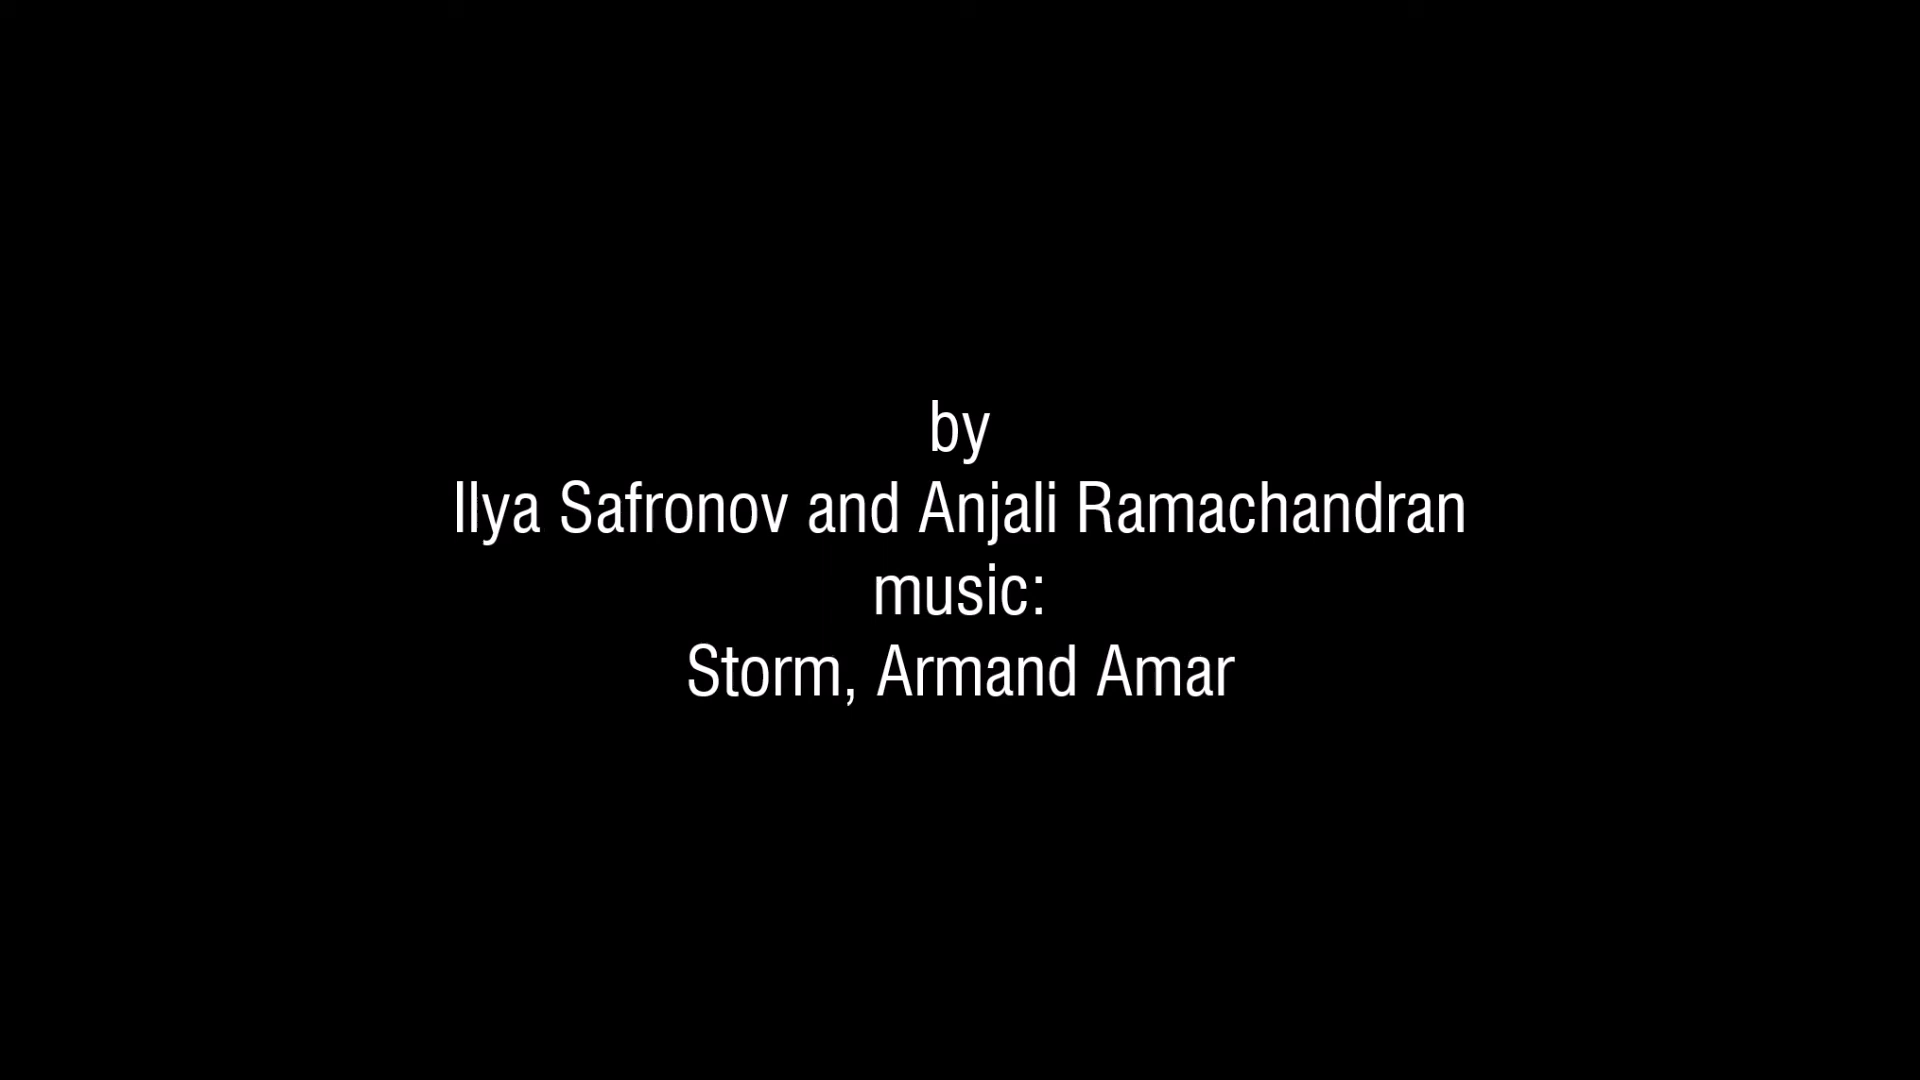 by
Ilya Safronov and Anjali Ramachandran
music:
Storm, Armand Amar